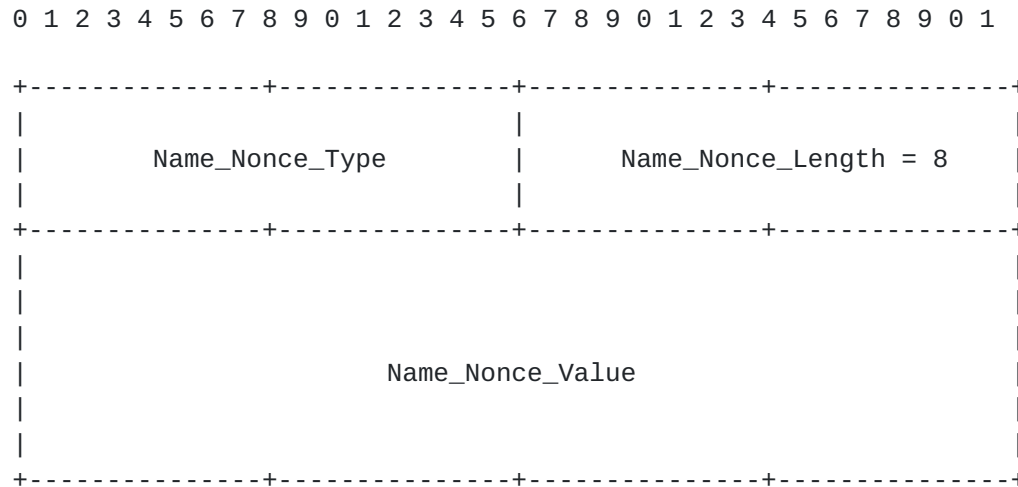 0 1 2 3 4 5 6 7 8 9 0 1 2 3 4 5 6 7 8 9 0 1 2 3 4 5 6 7 8 9 0 1
+---------------+---------------+---------------+---------------+
|                               |                               |
|        Name_Nonce_Type        |      Name_Nonce_Length = 8    |
|                               |                               |
+---------------+---------------+---------------+---------------+
|                                                               |
|                                                               |
|                                                               |
|                       Name_Nonce_Value                        |
|                                                               |
|                                                               |
+---------------+---------------+---------------+---------------+